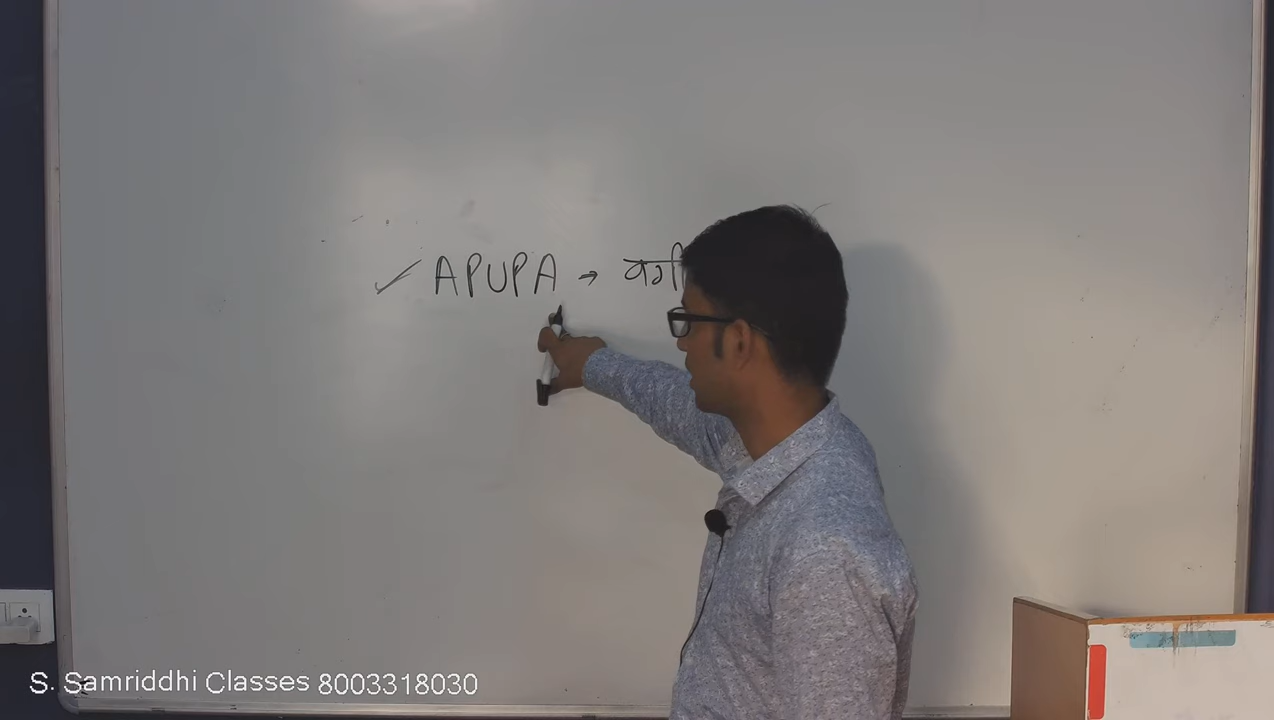 ✓ APUPA →
S. Samriddhi Classes 8003318030